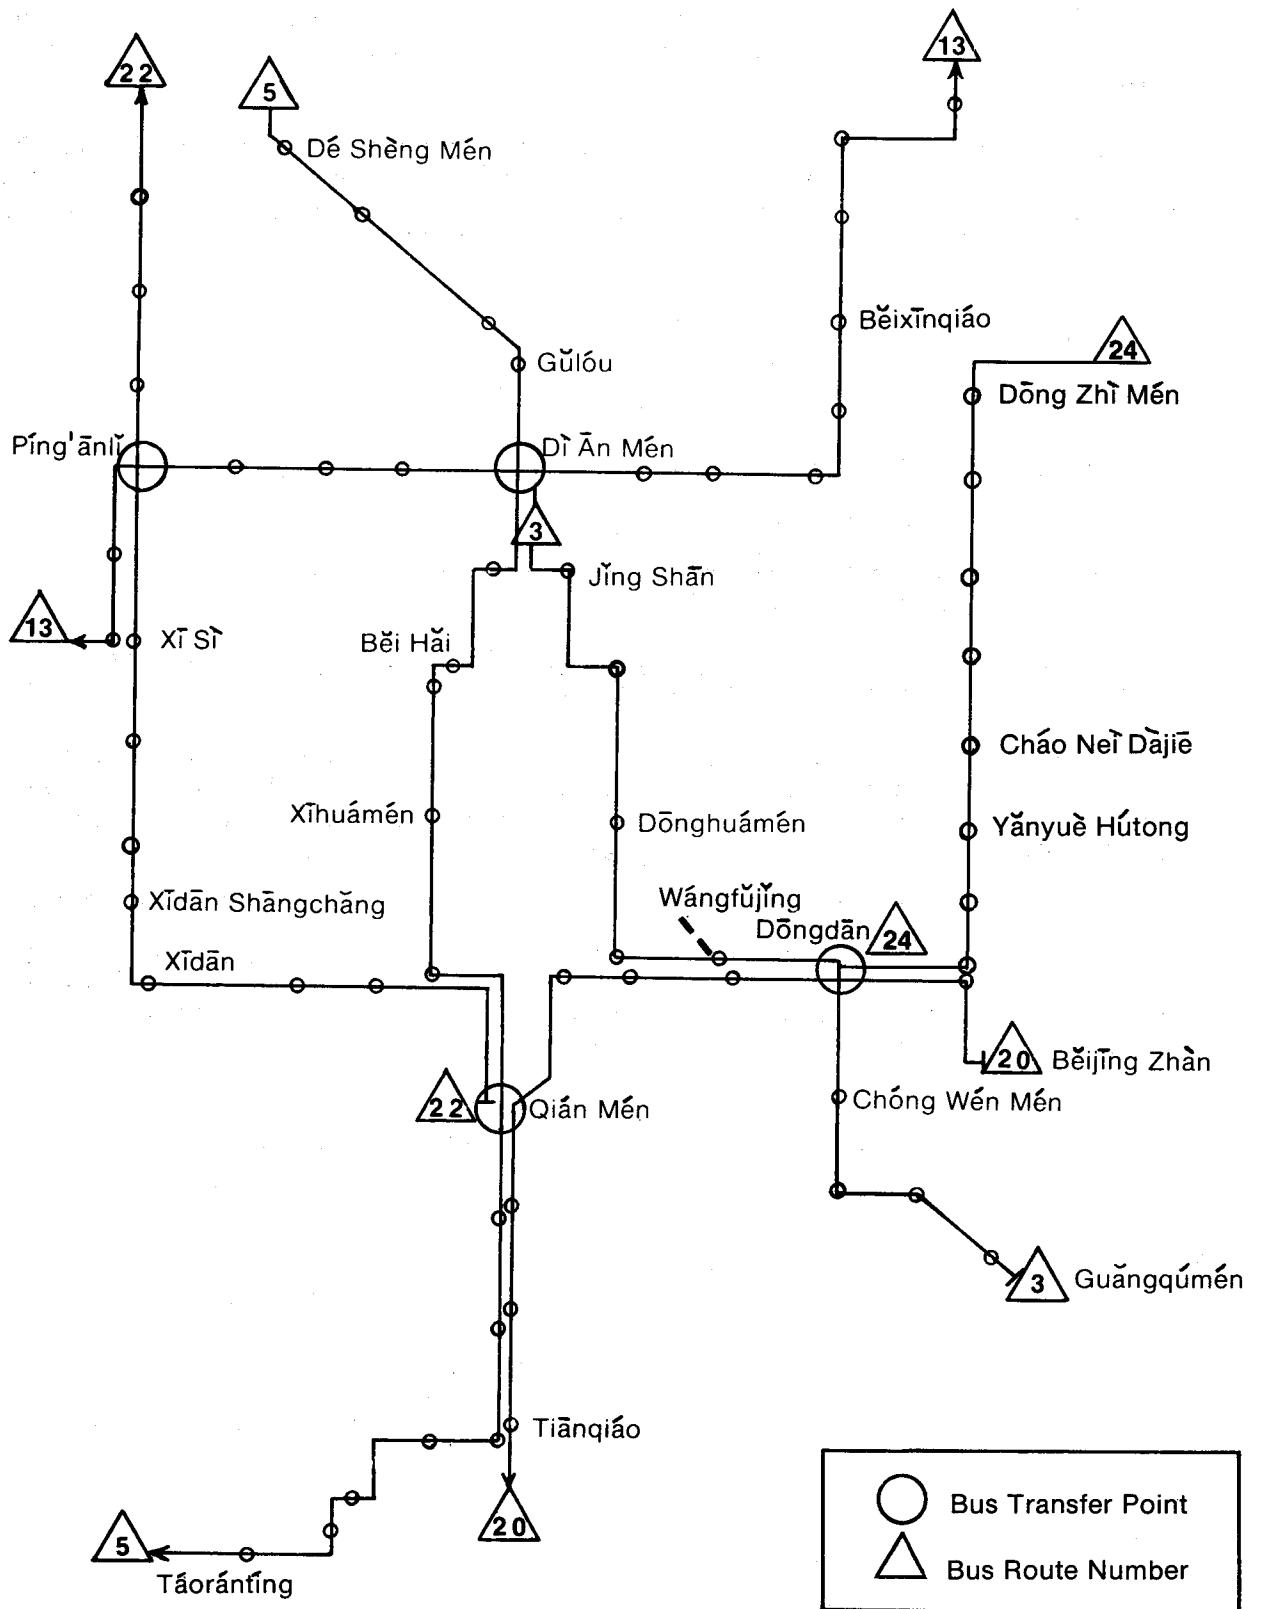 13
22
5
Dé Shèng Mén
Běixīnqiáo
24
Gǔlóu
Dōng Zhì Mén
Píng'ānlǐ
Dì Ān Mén
3
Jǐng Shān
13
Xī Sì
Běi Hǎi
Cháo Neì Dàjiē
Xīhuámén
Dōnghuámén
Yǎnyuè Hútong
Wángfǔjǐng
Xīdān Shāngchǎng
Dōngdān
24
Xīdān
20
Běijīng Zhàn
22
Qián Mén
Chóng Wén Mén
3
Guǎngqúmén
Tiānqiáo
20
5
Táorántíng
Bus Transfer Point
Bus Route Number